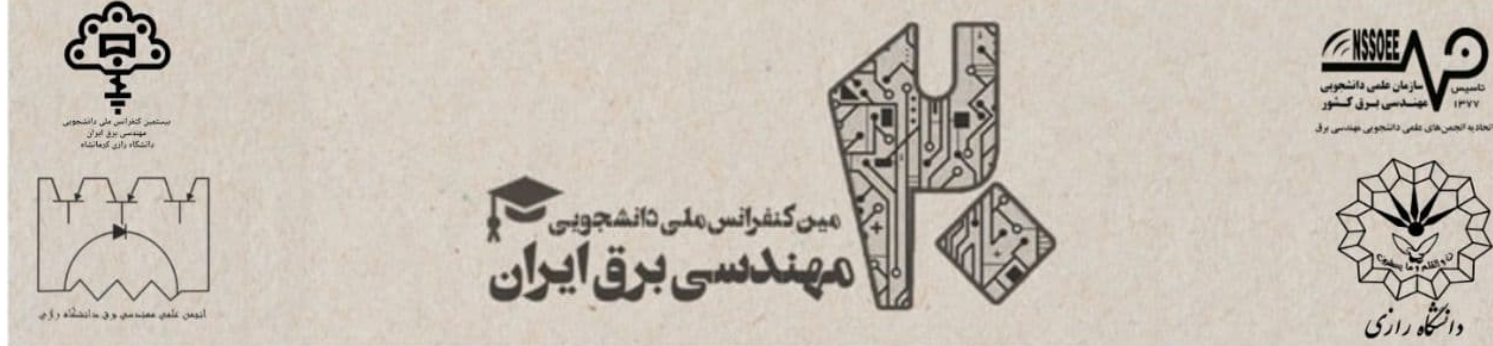 ۲۰
مین کنفرانس ملی دانشجویی
مهندسی برق ایران
NSSOEE
سازمان علمی دانشجویی
مهندسی برق کشور
تاسیس
۱۳۷۷
اتحادیه انجمن‌های علمی دانشجویی مهندسی برق
ن والقلم و ما یسطرون
دانشگاه رازی
بیستمین کنفرانس ملی دانشجویی
مهندسی برق ایران
دانشگاه رازی کرمانشاه
انجمن علمی مهندسی برق دانشگاه رازی